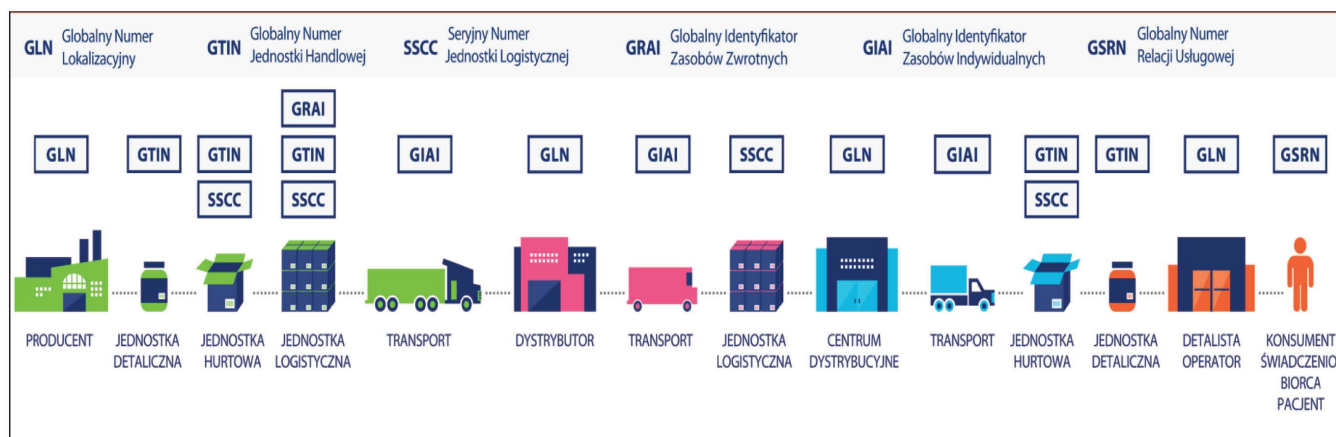 GLN Globalny Numer
Lokalizacyjny
GTIN Globalny Numer
Jednostki Handlowej
SSCC Seryjny Numer
Jednostki Logistycznej
GRAI Globalny Identyfikator
Zasobów Zwrotnych
GIAI Globalny Identyfikator
Zasobów Indywidualnych
GSRN Globalny Numer
Relacji Usługowej
GRAI
GLN GTIN GTIN GTIN GIAI GLN GIAI SSCC GLN GIAI GTIN GTIN GLN GSRN
SSCC SSCC SSCC
PRODUCENT
JEDNOSTKA
DETALICZNA
JEDNOSTKA
HURTOWA
JEDNOSTKA
LOGISTYCZNA
TRANSPORT
DYSTRYBUTOR
TRANSPORT
JEDNOSTKA
LOGISTYCZNA
CENTRUM
DYSTRYBUCYJNE
TRANSPORT
JEDNOSTKA
HURTOWA
JEDNOSTKA
DETALICZNA
DETALISTA
OPERATOR
KONSUMENT
ŚWIADCZENIO
BIORCA
PACJENT